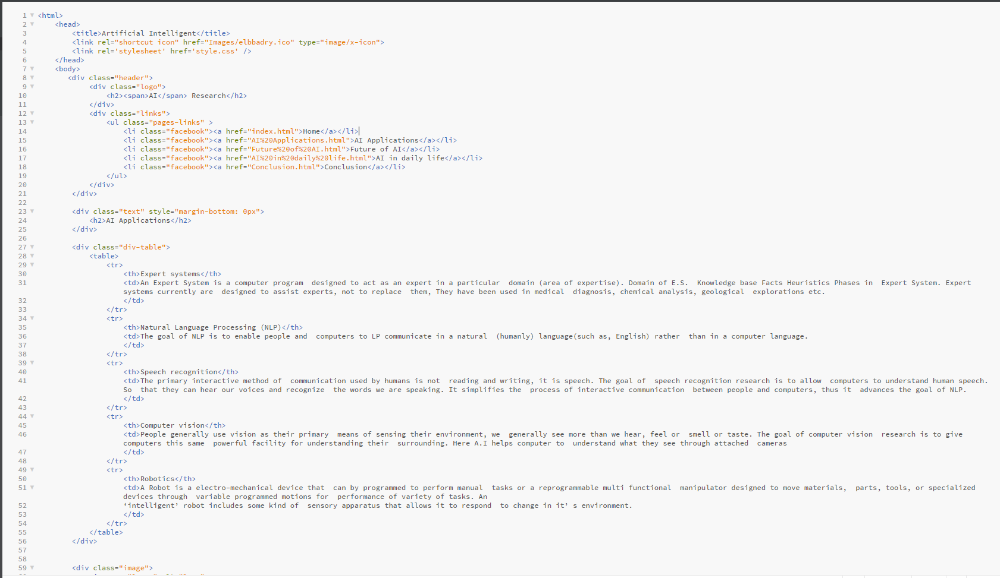 1 <html>
2 <head>
3 <title>Artificial Intelligent</title>
4 <link rel="shortcut icon" href="Images/elbbadry.ico" type="image/x-icon">
5 <link rel='stylesheet' href='style.css' />
6 </head>
7 <body>
8 <div class="header">
9 <div class="logo">
10 <h2><span>AI</span> Research</h2>
11 </div>
12 <div class="links">
13 <ul class="pages-links" >
14 <li class="facebook"><a href="index.html">Home</a></li>
15 <li class="facebook"><a href="AI%20Applications.html">AI Applications</a></li>
16 <li class="facebook"><a href="Future%20of%20AI.html">Future of AI</a></li>
17 <li class="facebook"><a href="AI%20in%20daily%20life.html">AI in daily life</a></li>
18 <li class="facebook"><a href="Conclusion.html">Conclusion</a></li>
19 </ul>
20 </div>
21 </div>
22
23 <div class="text" style="margin-bottom: 0px">
24 <h2>AI Applications</h2>
25 </div>
26
27 <div class="div-table">
28 <table>
29 <tr>
30 <th>Expert systems</th>
31 <td>An Expert System is a computer program  designed to act as an expert in a particular  domain (area of expertise). Domain of E.S.  Knowledge base Facts Heuristics Phases in  Expert System. Expert
systems currently are  designed to assist experts, not to replace  them, They have been used in medical  diagnosis, chemical analysis, geological  explorations etc.
32 </td>
33 </tr>
34 <tr>
35 <th>Natural Language Processing (NLP)</th>
36 <td>The goal of NLP is to enable people and  computers to LP communicate in a natural  (humanly) language(such as, English) rather  than in a computer language.
37 </td>
38 </tr>
39 <tr>
40 <th>Speech recognition</th>
41 <td>The primary interactive method of  communication used by humans is not  reading and writing, it is speech. The goal of  speech recognition research is to allow  computers to understand human speech.
So  that they can hear our voices and recognize  the words we are speaking. It simplifies the  process of interactive communication  between people and computers, thus it  advances the goal of NLP.
42 </td>
43 </tr>
44 <tr>
45 <th>Computer vision</th>
46 <td>People generally use vision as their primary  means of sensing their environment, we  generally see more than we hear, feel or  smell or taste. The goal of computer vision  research is to give
computers this same  powerful facility for understanding their  surrounding. Here A.I helps computer to  understand what they see through attached  cameras
47 </td>
48 </tr>
49 <tr>
50 <th>Robotics</th>
51 <td>A Robot is a electro-mechanical device that  can by programmed to perform manual  tasks or a reprogrammable multi functional  manipulator designed to move materials,  parts, tools, or specialized
devices through  variable programmed motions for  performance of variety of tasks. An
52 ‘intelligent’ robot includes some kind of  sensory apparatus that allows it to respond  to change in it’ s environment.
53 </td>
54 </tr>
55 </table>
56 </div>
57
58
59 <div class="image">